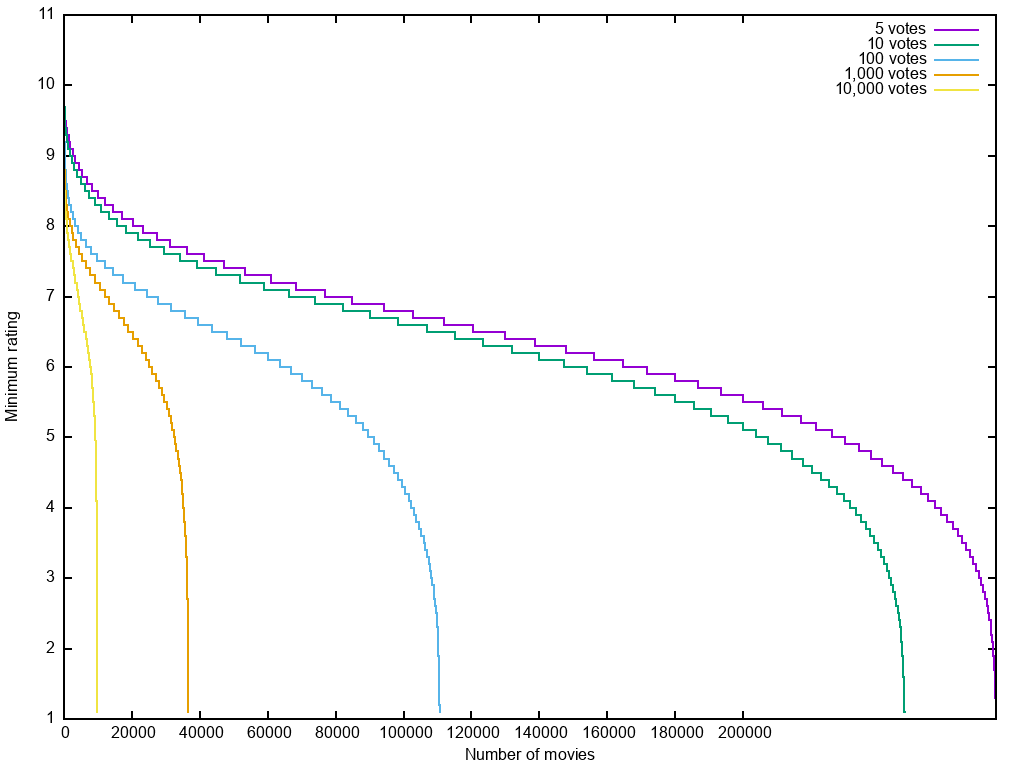 11
10
9
8
7
6
5
4
3
2
1
Minimum rating
5 votes
10 votes
100 votes
1,000 votes
10,000 votes
0 20000 40000 60000 80000 100000 120000 140000 160000 180000 200000
Number of movies